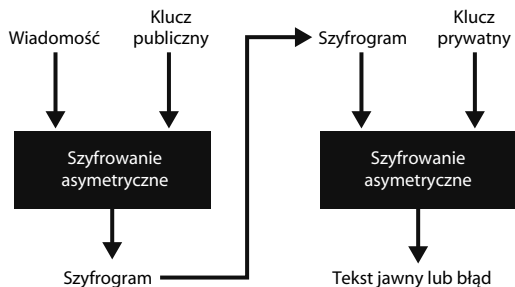 Wiadomość
Klucz
publiczny
Szyfrowanie
asymetryczne
Szyfrogram
Szyfrogram
Klucz
prywatny
Szyfrowanie
asymetryczne
Tekst jawny lub błąd